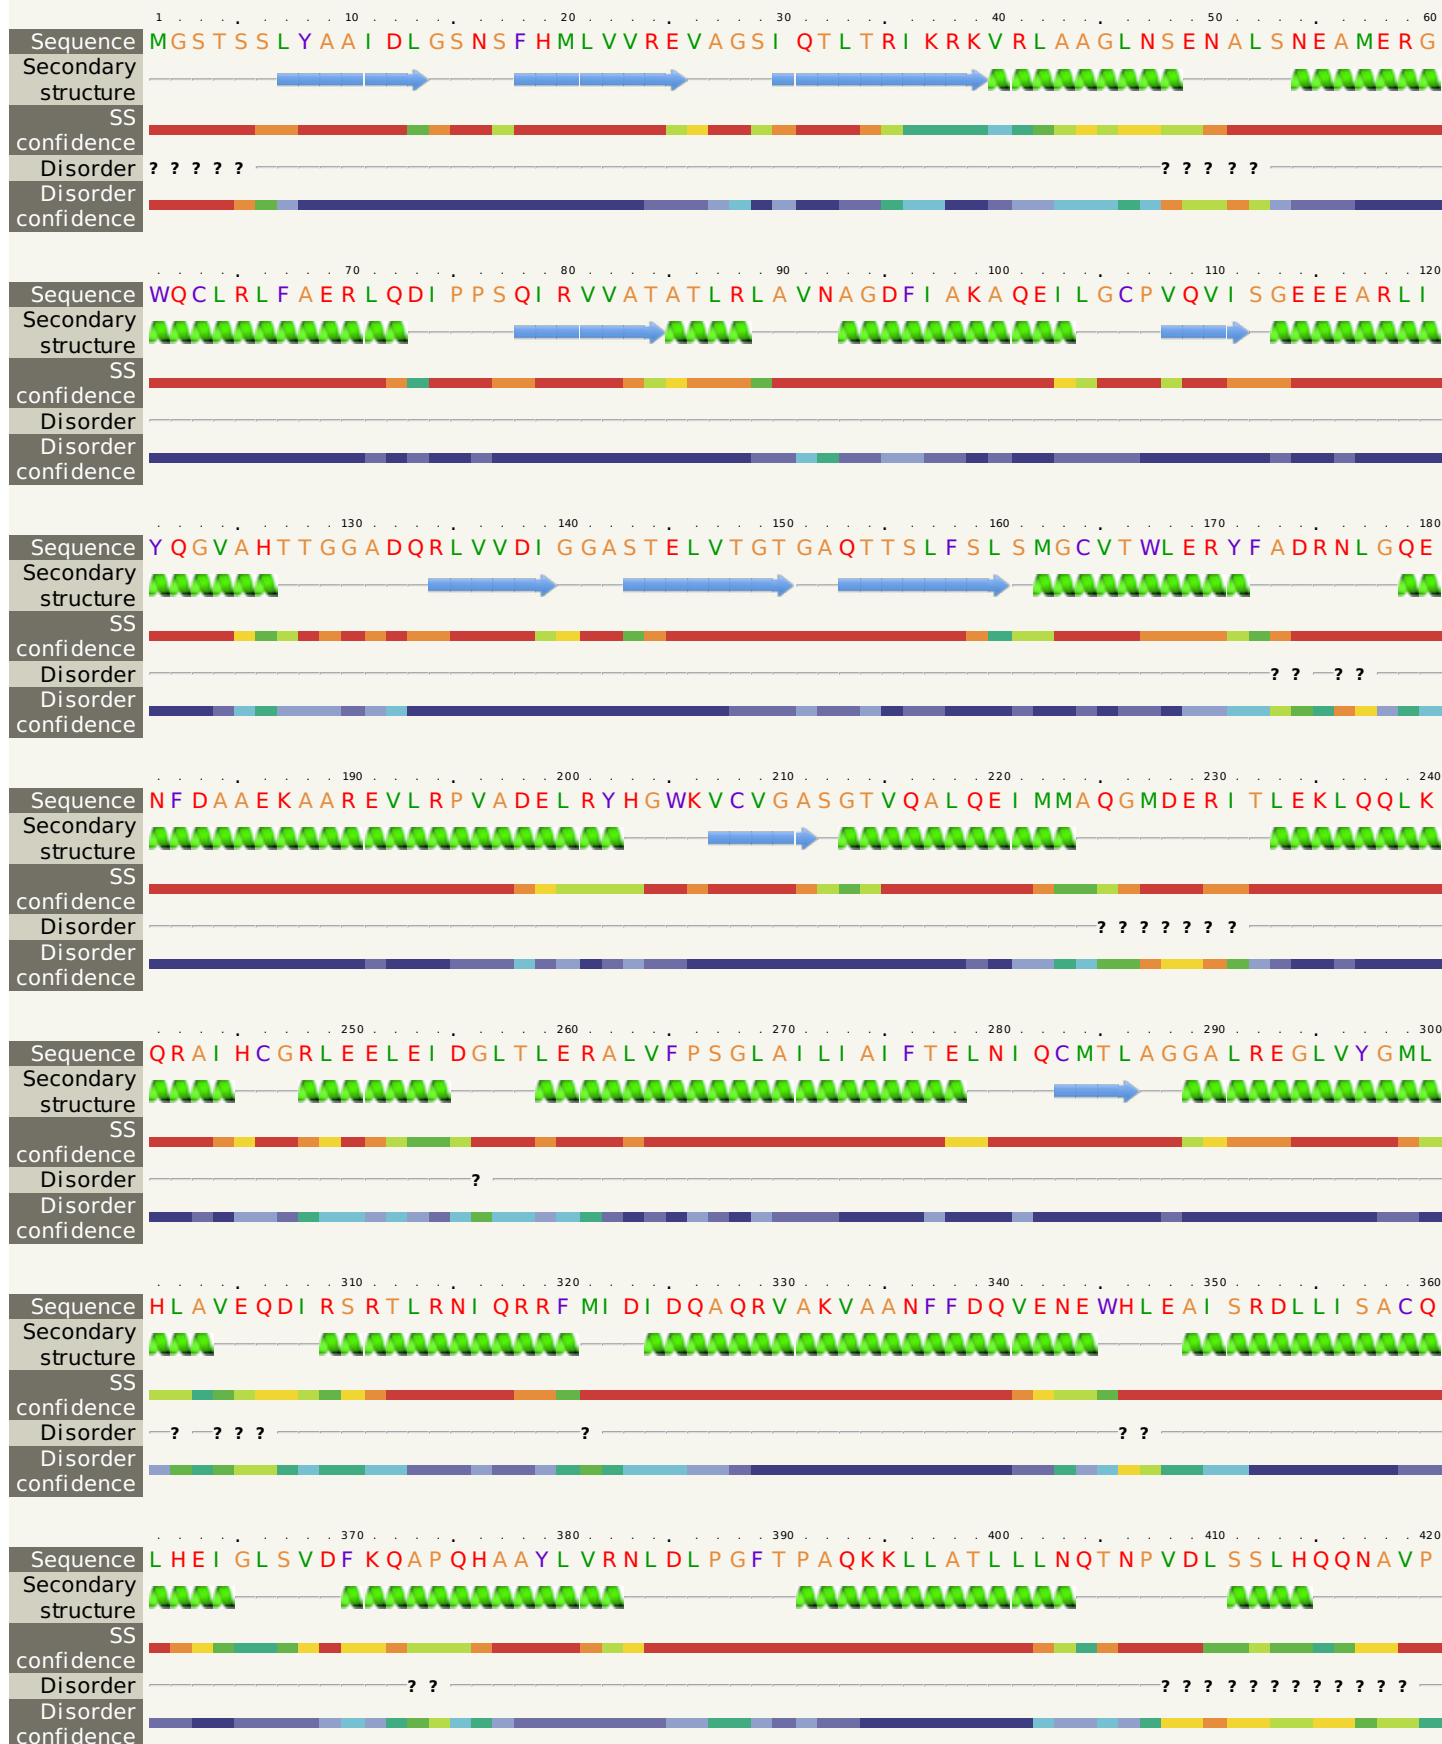 1 10 20 30 40 50 60
Sequence MGSTSSLYAAIDLGSNSFHMLVVREVAGSIQTLTRIKRKVRLAAGLNSENALSNEAMERG
Secondary
structure
SS
confidence
Disorder ? ? ? ? ? ? ? ? ? ?
Disorder
confidence
70 80 90 100 110 120
Sequence WQCLRLFAERLQDIPPSQIRVVATATLRLAVNAGDFIAKAQEILGCPVQVISGEEEARLI
Secondary
structure
SS
confidence
Disorder
Disorder
confidence
130 140 150 160 170 180
Sequence YQGVAHTTGGADQRLVVDIGGASTELVTGTGAQTTSLFSLSMGCVTWLERYFADRNLGQE
Secondary
structure
SS
confidence
Disorder ? ? ? ?
Disorder
confidence
190 200 210 220 230 240
Sequence NFDAAEKAAREVLRPVADELRYHGWKVCVGASGTVQALQEIMMAQGMDERITLEKLQQLK
Secondary
structure
SS
confidence
Disorder ? ? ? ? ? ? ?
Disorder
confidence
250 260 270 280 290 300
Sequence QRAIHCGRLEELEIDGLTLERALVFPSGLAILIAIFTELNIQCMTLAGGALREGLVYGML
Secondary
structure
SS
confidence
Disorder ?
Disorder
confidence
310 320 330 340 350 360
Sequence HLAVEQDIRSRTLRNIQRRFMIDIDQAQRVAKVAANFFDQVENEWHLEAISRDLLISACQ
Secondary
structure
SS
confidence
Disorder ? ? ? ? ? ? ?
Disorder
confidence
370 380 390 400 410 420
Sequence LHEIGLSVDFKQAPQHAAYLVRNLDLPGFTPAQKKLLATLLLNQTNPVDLSSLHQQNAVP
Secondary
structure
SS
confidence
Disorder ? ? ? ? ? ? ? ? ? ? ? ? ? ?
Disorder
confidence